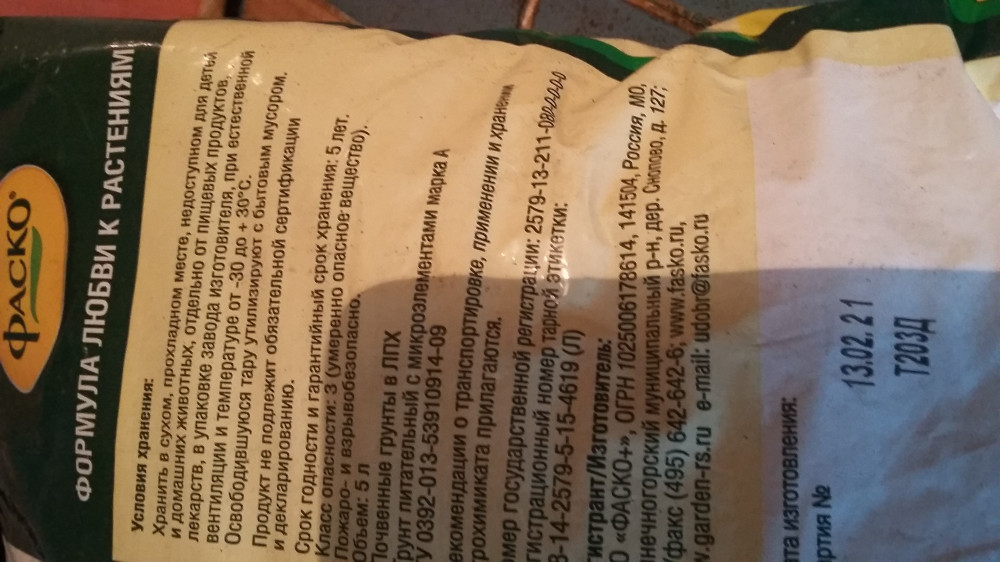 ФАСКО®
ФОРМУЛА ЛЮБВИ К РАСТЕНИЯМ!
Условия хранения:
Хранить в сухом, прохладном месте, недоступном для детей
и домашних животных, отдельно от пищевых продуктов,
лекарств, в упаковке завода изготовителя, при естественной
вентиляции и температуре от -30 до + 30°С.
Освободившуюся тару утилизируют с бытовым мусором.
Продукт не подлежит обязательной сертификации
и декларированию.
Срок годности и гарантийный срок хранения: 5 лет.
Класс опасности: 3 (умеренно опасное вещество).
Пожаро- и взрывобезопасно.
Объем: 5 л
Почвенные грунты в ЛПХ
Грунт питательный с микроэлементами марка А
ТУ 0392-013-53910914-09
екомендации о транспортировке, применении и хранении
грохимиката прилагаются.
омер государственной регистрации: 2579-13-211-
гистрационный номер тарной этикетки:
3-14-2579-5-15-4619 (Л)
гистрант/Изготовитель:
О «ФАСКО+», ОГРН 1025006178614, 141504, Россия, МО,
нечногорский муниципальный р-н, дер. Снопово, д. 127;
/факс (495) 642-642-6; www.fasko.ru,
w.garden-rs.ru e-mail: udobr@fasko.ru
та изготовления: 13.02.21
ртия № Т203Д